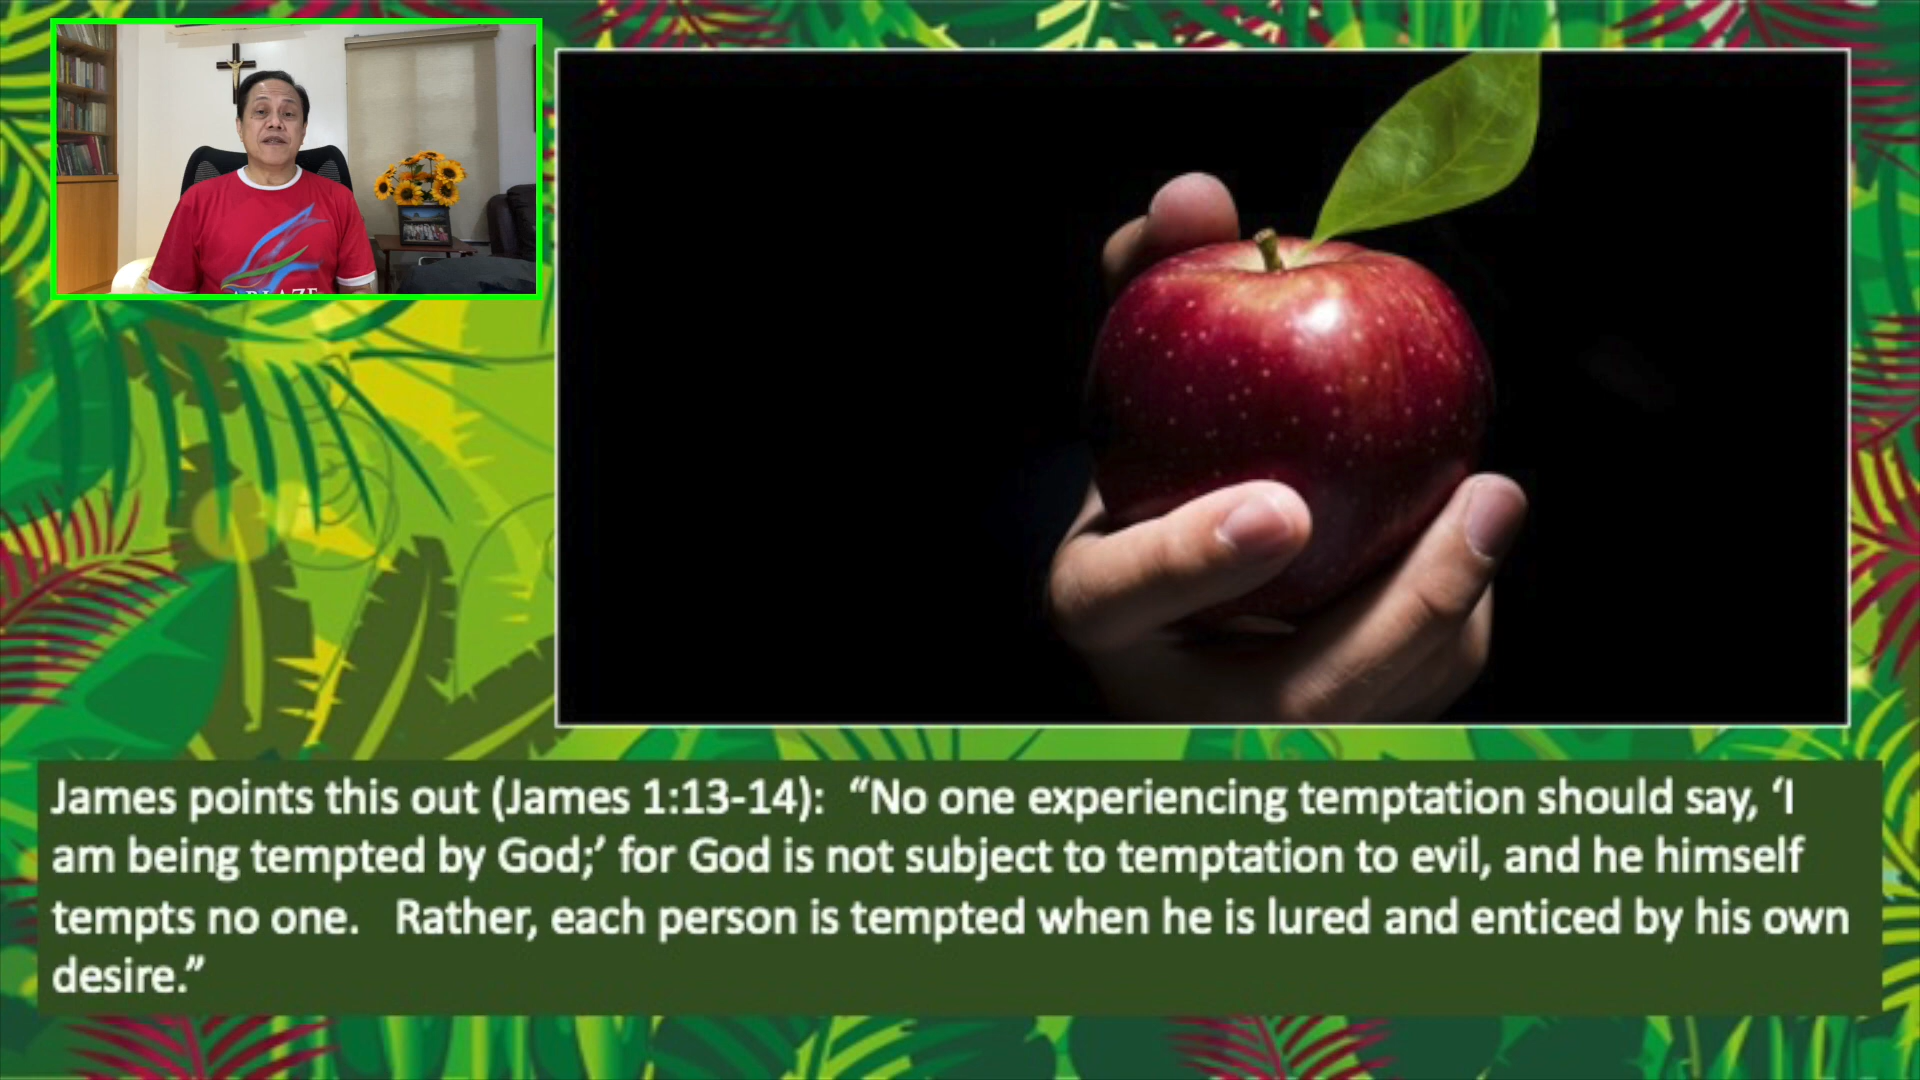 ABLAZE
James points this out (James 1:13-14):  “No one experiencing temptation should say, ‘I
am being tempted by God;’ for God is not subject to temptation to evil, and he himself
tempts no one.   Rather, each person is tempted when he is lured and enticed by his own
desire.”